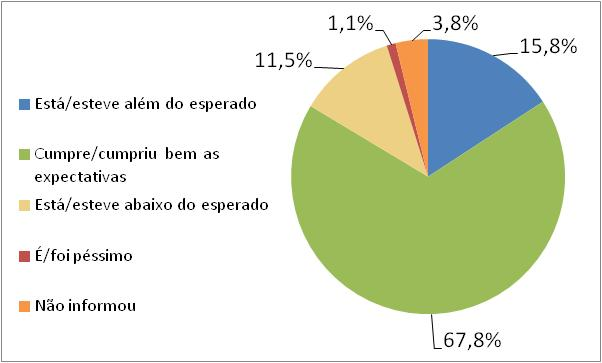 1,1%
3,8%
15,8%
11,5%
Está/esteve além do esperado
Cumpre/cumpriu bem as
expectativas
Está/esteve abaixo do esperado
É/foi péssimo
Não informou
67,8%